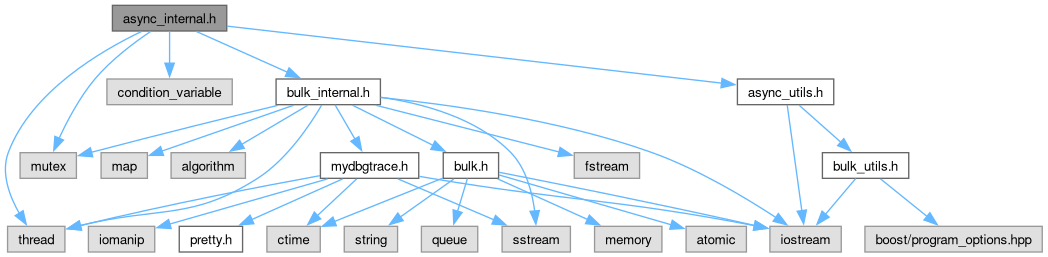 async_internal.h
condition_variable
bulk_internal.h
async_utils.h
mutex
map
algorithm
mydbgtrace.h
bulk.h
fstream
bulk_utils.h
thread
iomanip
pretty.h
ctime
string
queue
sstream
memory
atomic
iostream
boost/program_options.hpp